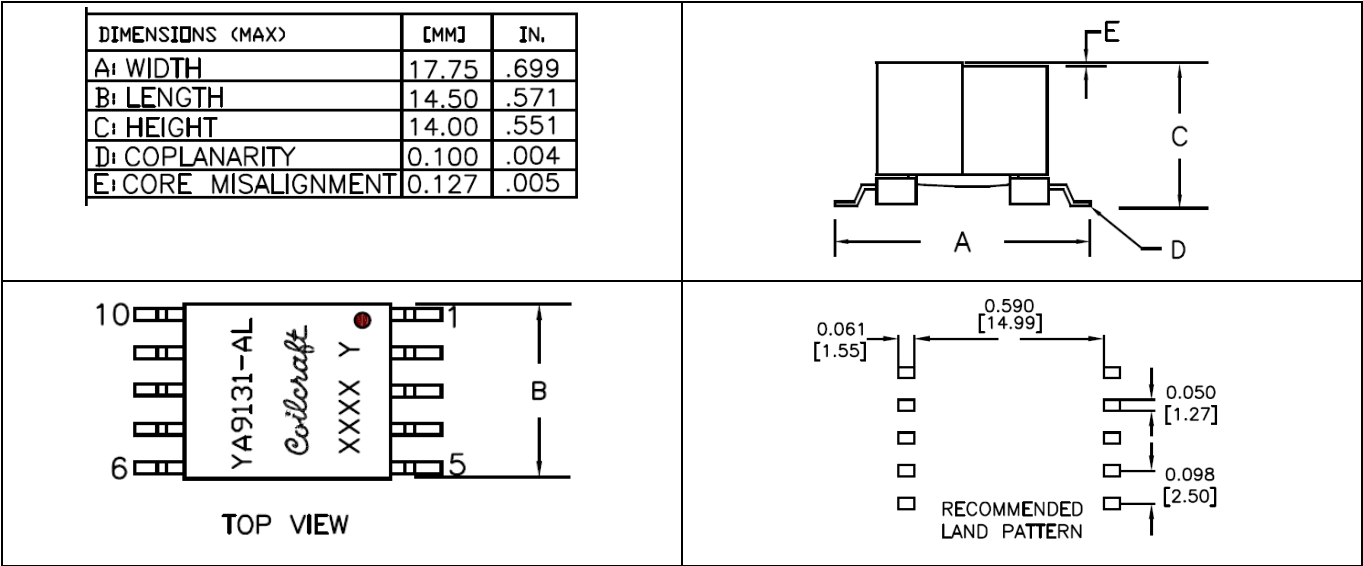 DIMENSIONS (MAX) [MM] IN.
A: WIDTH 17.75 .699
B: LENGTH 14.50 .571
C: HEIGHT 14.00 .551
D: COPLANARITY 0.100 .004
E: CORE MISALIGNMENT 0.127 .005
E
C
A
D
10
1
6
5
YA9131-AL
Coilcraft
XXXX Y
B
TOP VIEW
0.590
[14.99]
0.061
[1.55]
0.050
[1.27]
0.098
[2.50]
RECOMMENDED
LAND PATTERN